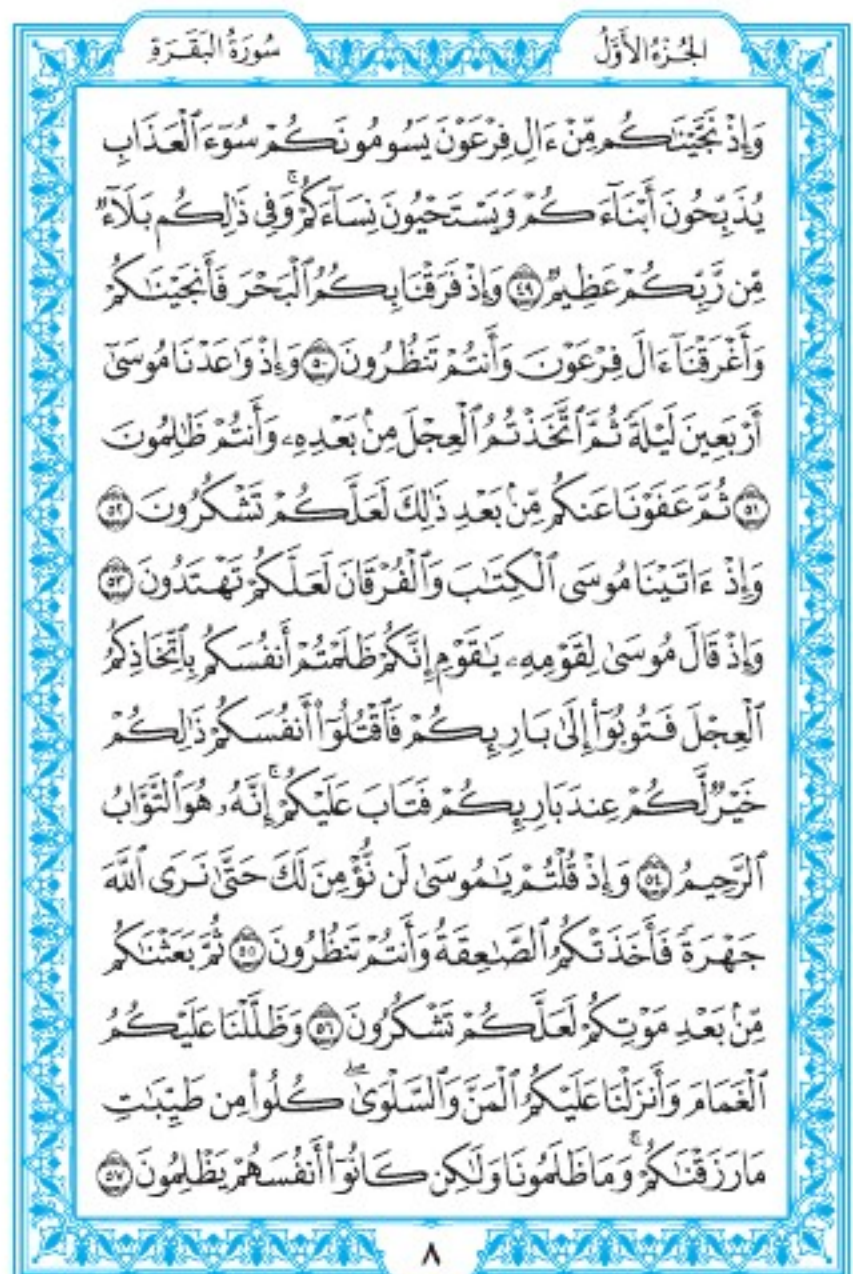 الجُزْءُ الأَوَّلُ
سُورَةُ البَقَرَةِ
وَإِذْ نَجَّيْنَٰكُم مِّنْ ءَالِ فِرْعَوْنَ يَسُومُونَكُمْ سُوٓءَ ٱلْعَذَابِ
يُذَبِّحُونَ أَبْنَآءَكُمْ وَيَسْتَحْيُونَ نِسَآءَكُمْ ۚ وَفِى ذَٰلِكُم بَلَآءٌ
مِّن رَّبِّكُمْ عَظِيمٌ ٤٩ وَإِذْ فَرَقْنَا بِكُمُ ٱلْبَحْرَ فَأَنجَيْنَٰكُمْ
وَأَغْرَقْنَآ ءَالَ فِرْعَوْنَ وَأَنتُمْ تَنظُرُونَ ٥٠ وَإِذْ وَٰعَدْنَا مُوسَىٰٓ
أَرْبَعِينَ لَيْلَةً ثُمَّ ٱتَّخَذْتُمُ ٱلْعِجْلَ مِنۢ بَعْدِهِۦ وَأَنتُمْ ظَٰلِمُونَ
٥١ ثُمَّ عَفَوْنَا عَنكُم مِّنۢ بَعْدِ ذَٰلِكَ لَعَلَّكُمْ تَشْكُرُونَ ٥٢
وَإِذْ ءَاتَيْنَا مُوسَى ٱلْكِتَٰبَ وَٱلْفُرْقَانَ لَعَلَّكُمْ تَهْتَدُونَ ٥٣
وَإِذْ قَالَ مُوسَىٰ لِقَوْمِهِۦ يَٰقَوْمِ إِنَّكُمْ ظَلَمْتُمْ أَنفُسَكُم بِٱتِّخَاذِكُمُ
ٱلْعِجْلَ فَتُوبُوٓا۟ إِلَىٰ بَارِئِكُمْ فَٱقْتُلُوٓا۟ أَنفُسَكُمْ ذَٰلِكُمْ
خَيْرٌ لَّكُمْ عِندَ بَارِئِكُمْ فَتَابَ عَلَيْكُمْ ۚ إِنَّهُۥ هُوَ ٱلتَّوَّابُ
ٱلرَّحِيمُ ٥٤ وَإِذْ قُلْتُمْ يَٰمُوسَىٰ لَن نُّؤْمِنَ لَكَ حَتَّىٰ نَرَى ٱللَّهَ
جَهْرَةً فَأَخَذَتْكُمُ ٱلصَّٰعِقَةُ وَأَنتُمْ تَنظُرُونَ ٥٥ ثُمَّ بَعَثْنَٰكُم
مِّنۢ بَعْدِ مَوْتِكُمْ لَعَلَّكُمْ تَشْكُرُونَ ٥٦ وَظَلَّلْنَا عَلَيْكُمُ
ٱلْغَمَامَ وَأَنزَلْنَا عَلَيْكُمُ ٱلْمَنَّ وَٱلسَّلْوَىٰ ۖ كُلُوا۟ مِن طَيِّبَٰتِ
مَا رَزَقْنَٰكُمْ ۖ وَمَا ظَلَمُونَا وَلَٰكِن كَانُوٓا۟ أَنفُسَهُمْ يَظْلِمُونَ ٥٧
٨